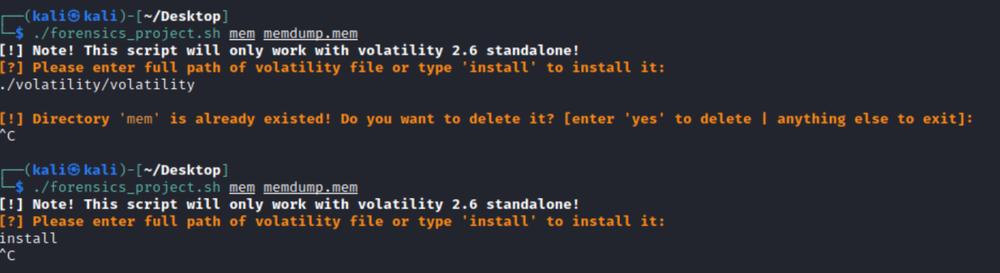 ┌──(kali㉿kali)-[~/Desktop]
└─$ ./forensics_project.sh mem memdump.mem
[!] Note! This script will only work with volatility 2.6 standalone!
[?] Please enter full path of volatility file or type 'install' to install it:
./volatility/volatility
[!] Directory 'mem' is already existed! Do you want to delete it? [enter 'yes' to delete | anything else to exit]:
^C
┌──(kali㉿kali)-[~/Desktop]
└─$ ./forensics_project.sh mem memdump.mem
[!] Note! This script will only work with volatility 2.6 standalone!
[?] Please enter full path of volatility file or type 'install' to install it:
install
^C